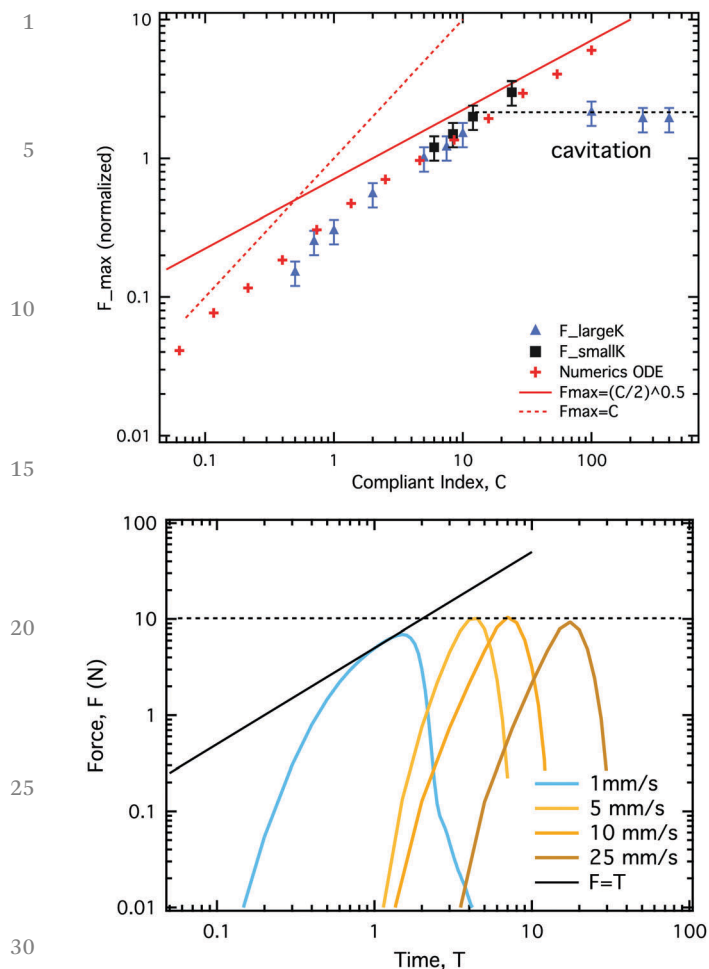 1
5
10
15
20
25
30
10
1
0.1
0.01
F_max (normalized)
cavitation
F_largeK
F_smallK
Numerics ODE
Fmax=(C/2)^0.5
Fmax=C
0.1 1 10 100
Compliant Index, C
100
10
1
0.1
0.01
Force, F (N)
1mm/s
5 mm/s
10 mm/s
25 mm/s
F=T
0.1 1 10 100
Time, T